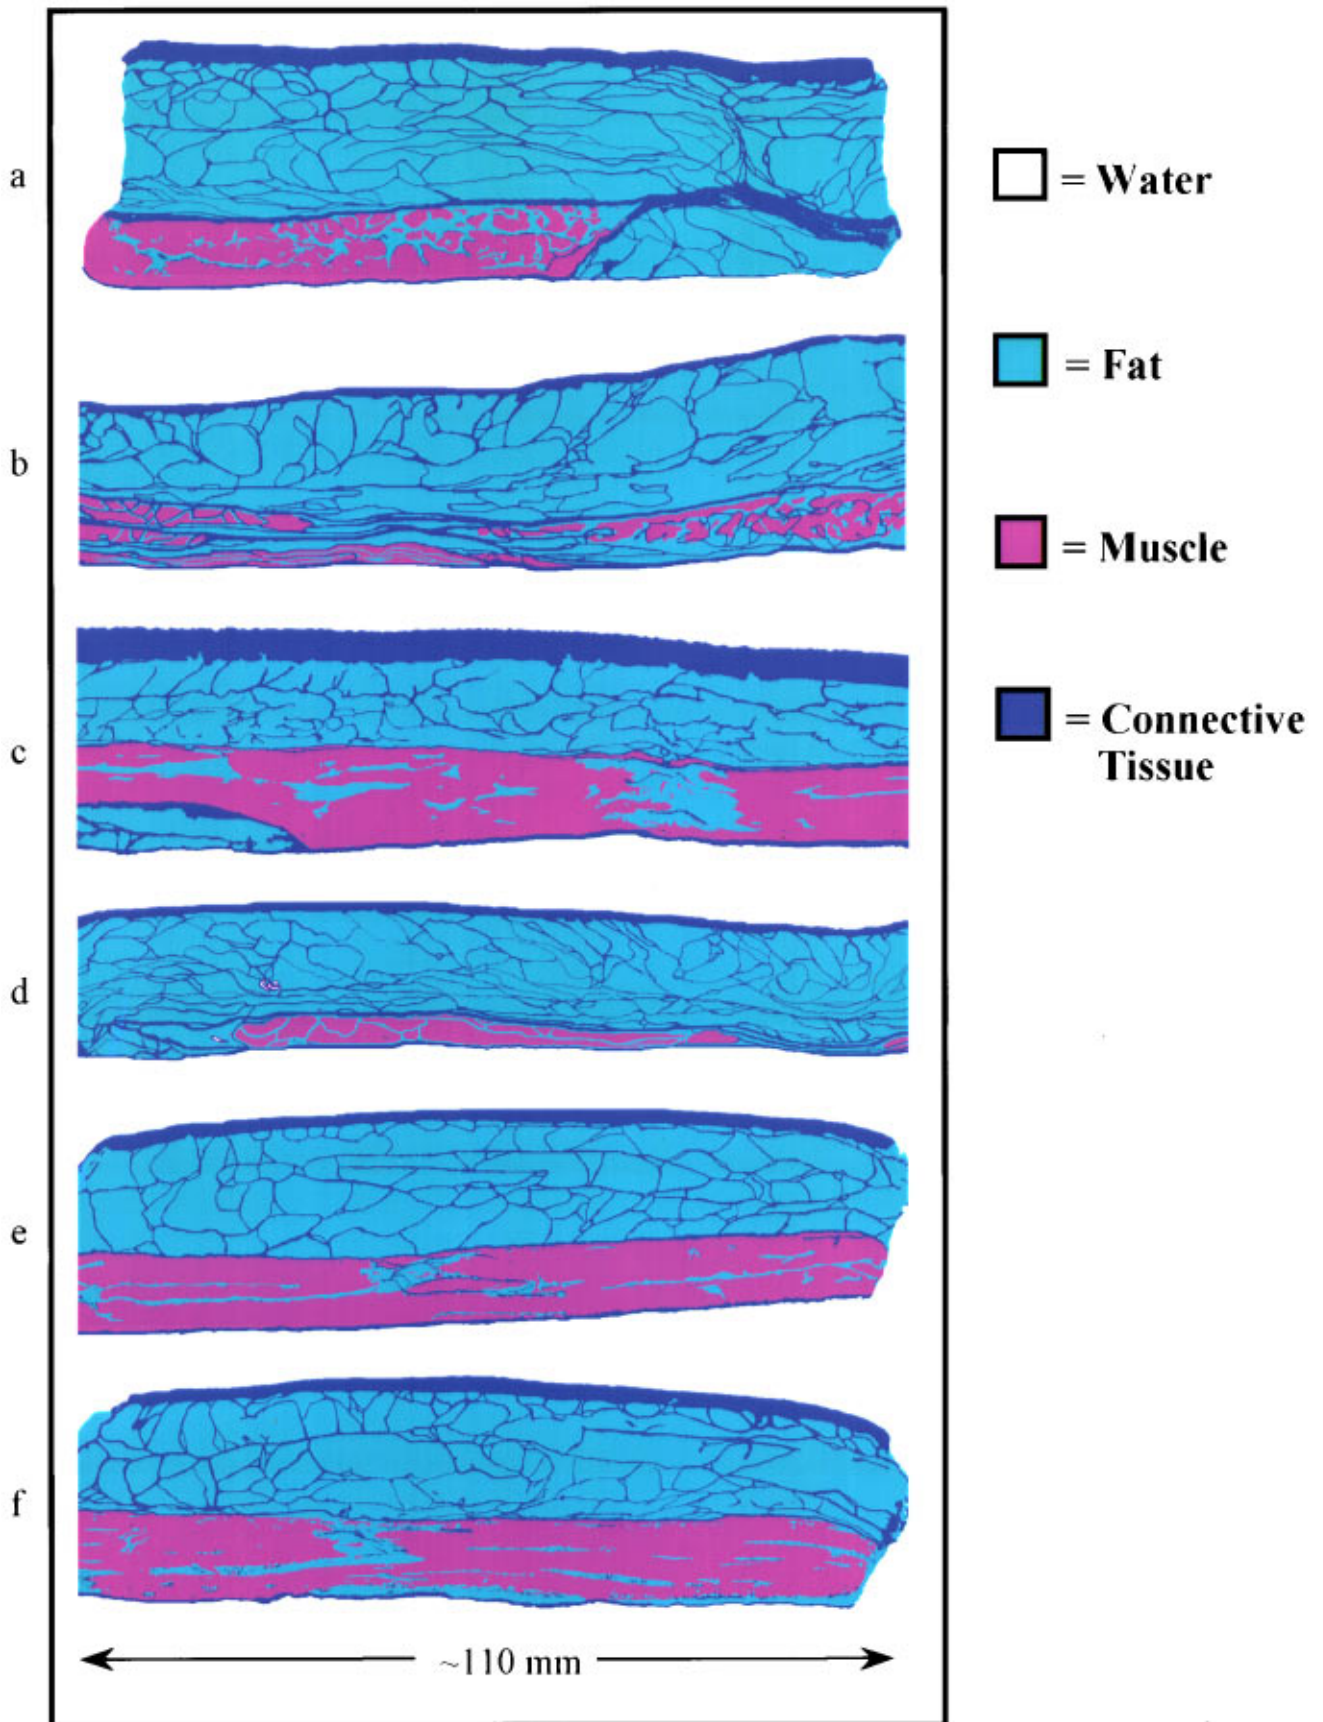 a
= Water
= Fat
b
= Muscle
= Connective
Tissue
c
d
e
f
~110 mm